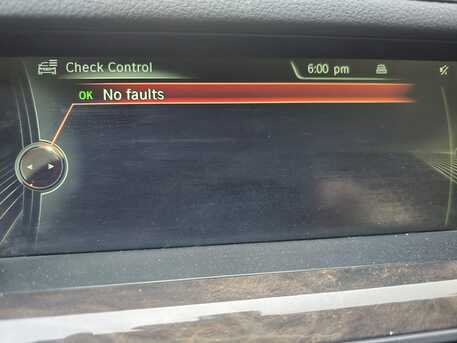 Check Control 6:00 pm
OK No faults